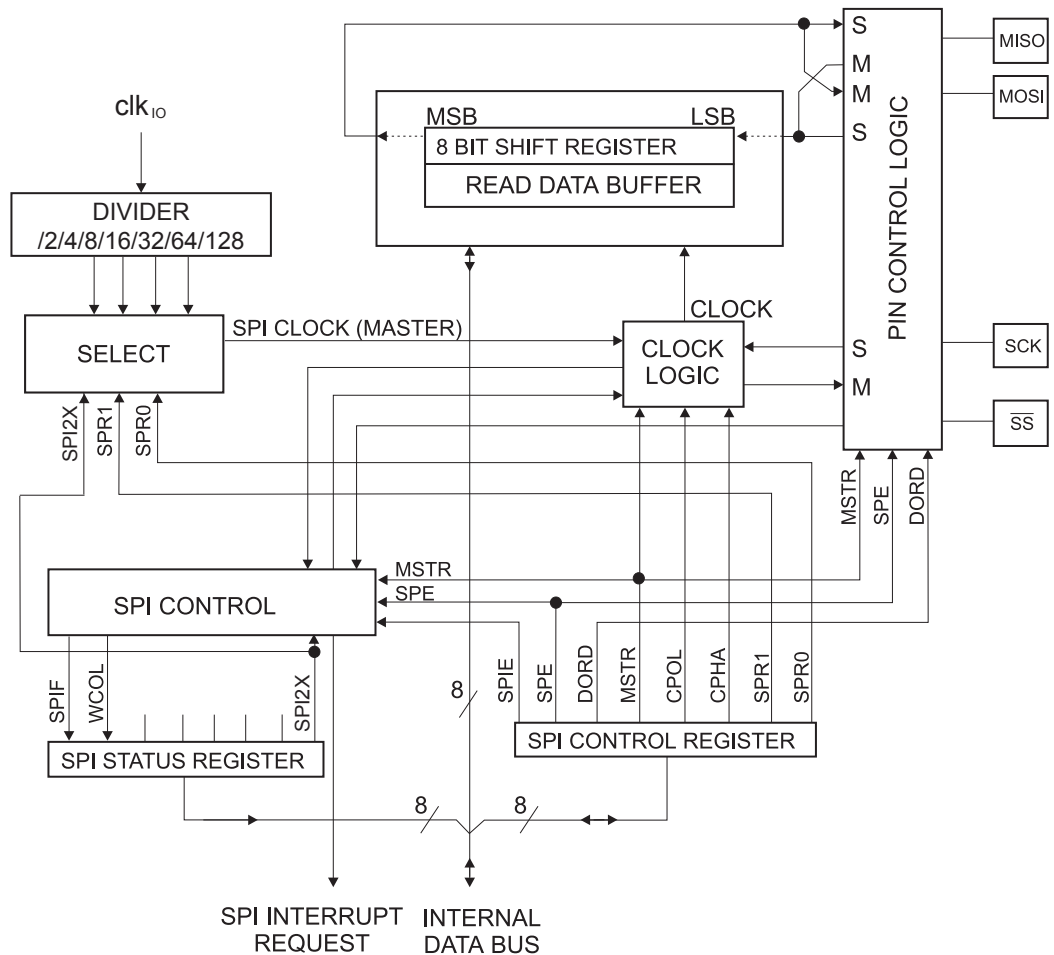 S
MISO
M
M
MOSI
clk IO
MSB
LSB
8 BIT SHIFT REGISTER
S
READ DATA BUFFER
PIN CONTROL LOGIC
DIVIDER
/2/4/8/16/32/64/128
SPI CLOCK (MASTER)
CLOCK
SELECT
CLOCK
LOGIC
S
SCK
M
SPI2X
SPR1
SPR0
SS
MSTR
SPE
DORD
MSTR
SPI CONTROL
SPE
SPIF
WCOL
SPI2X
8
SPIE
SPE
DORD
MSTR
CPOL
CPHA
SPR1
SPR0
SPI STATUS REGISTER
SPI CONTROL REGISTER
8
8
SPI INTERRUPT
REQUEST
INTERNAL
DATA BUS